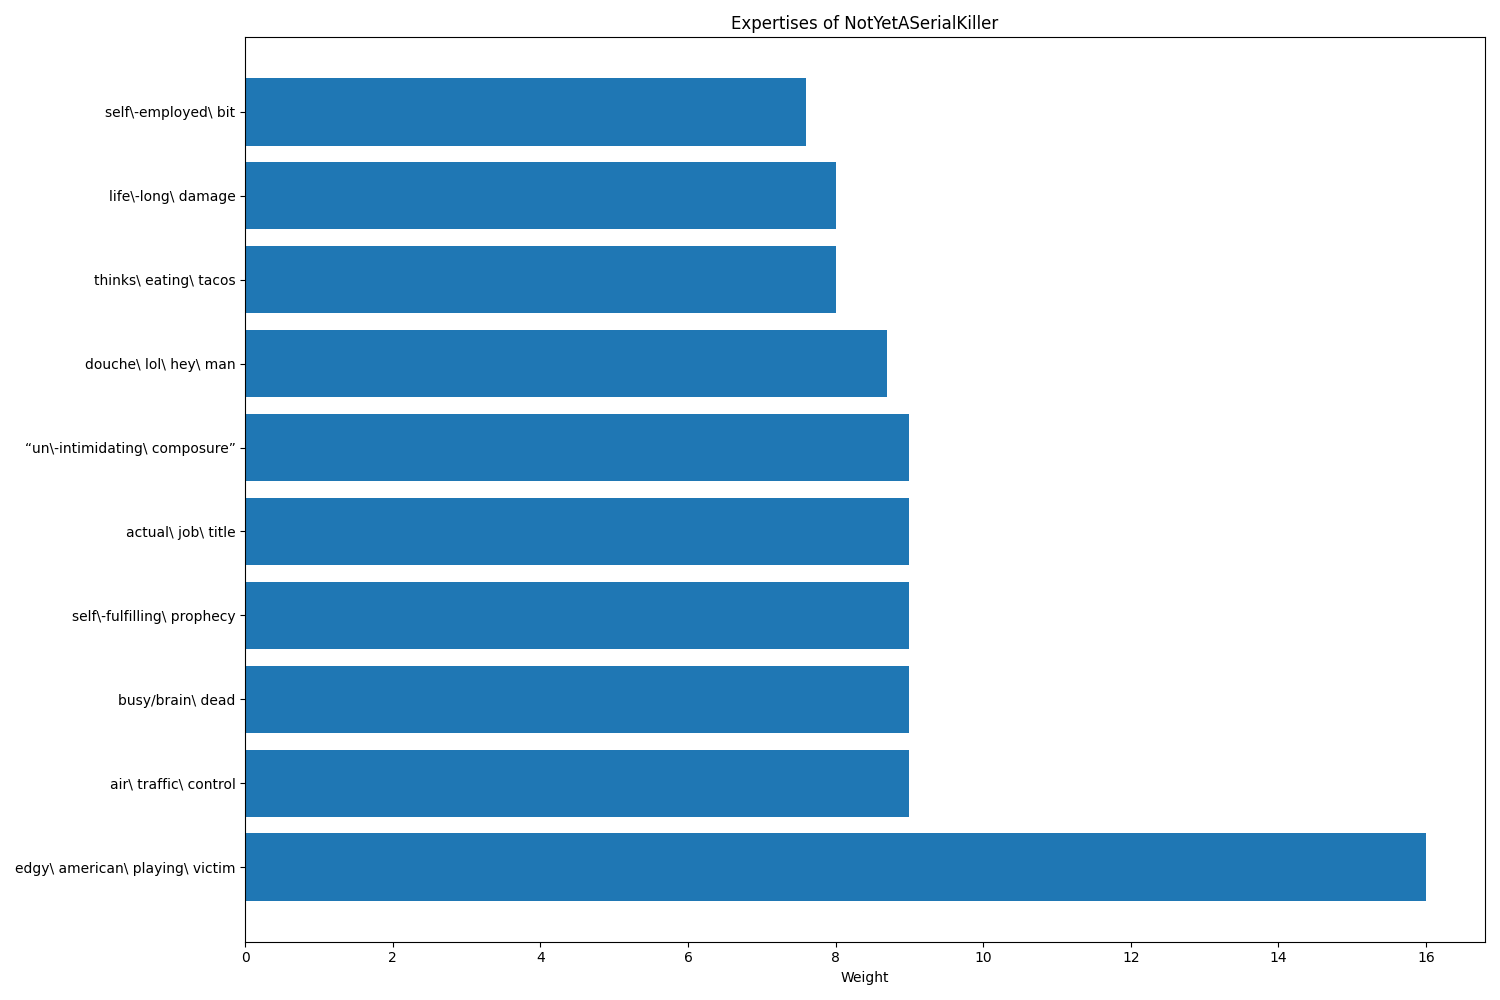 Expertises of NotYetASerialKiller
self\-employed\ bit
life\-long\ damage
thinks\ eating\ tacos
douche\ lol\ hey\ man
“un\-intimidating\ composure”
actual\ job\ title
self\-fulfilling\ prophecy
busy/brain\ dead
air\ traffic\ control
edgy\ american\ playing\ victim
0 2 4 6 8 10 12 14 16
Weight